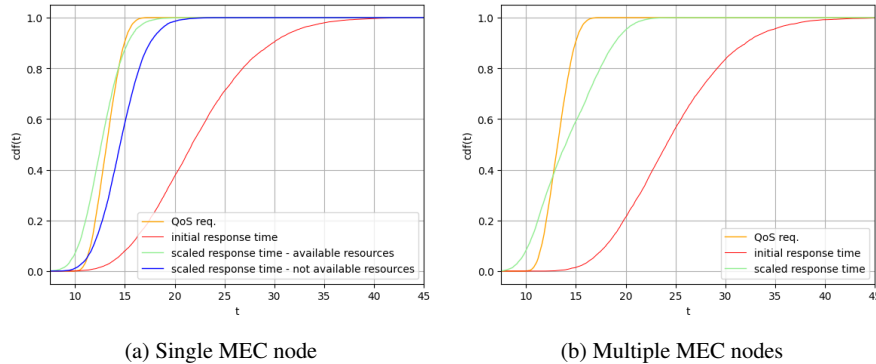 1.0
0.8
0.6
0.4
0.2
0.0
cdf(t)
10 15 20 25 30 35 40 45
t
QoS req.
initial response time
scaled response time - available resources
scaled response time - not available resources
(a) Single MEC node
1.0
0.8
0.6
0.4
0.2
0.0
cdf(t)
10 15 20 25 30 35 40 45
t
QoS req.
initial response time
scaled response time
(b) Multiple MEC nodes